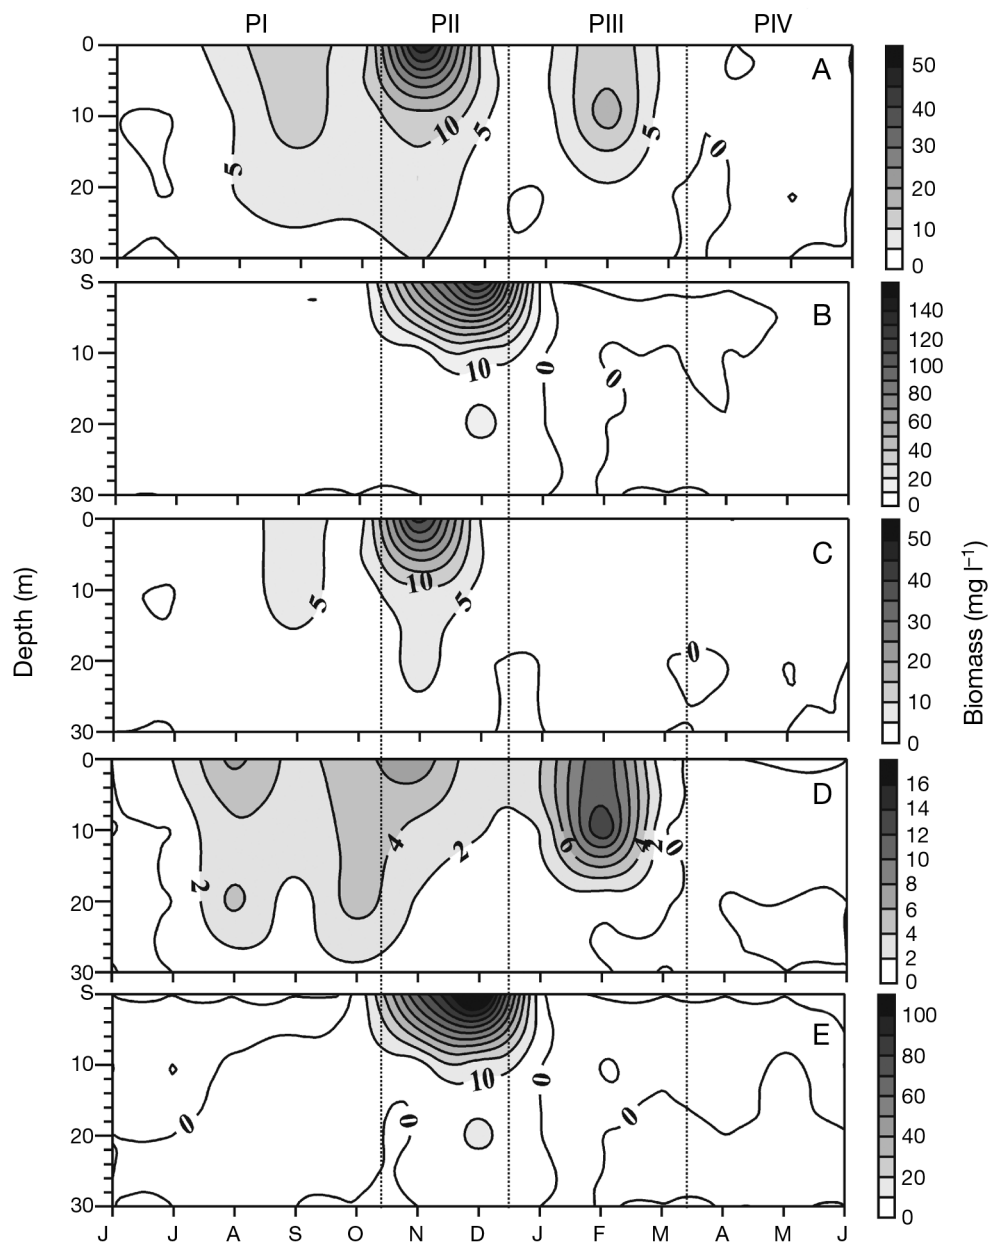 PI PII PIII PIV
0 A 50
10 10 5 5 0 40
30
20 5 20
10
30 0
S B 140
120
10 10 0 0 100
80
60
20 40
20
30 0
0 C 50
10 10 5 5 40
30
20 0 20
10
30 0
Depth (m)
Biomass (mg l⁻¹)
0 D 16
14
10 4 2 6 4 2 0 12
10
8
20 2 6
4
2
30 0
S E 100
10 10 0 80
60
20 0 0 0 40
20
30 0
J J A S O N D J F M A M J